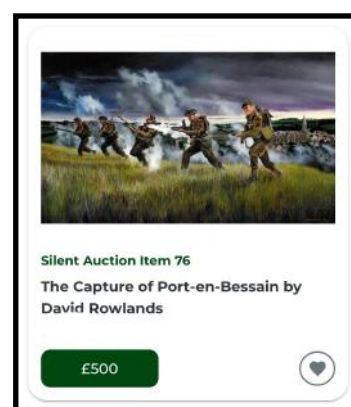 Silent Auction Item 76
The Capture of Port-en-Bessain by
David Rowlands
£500